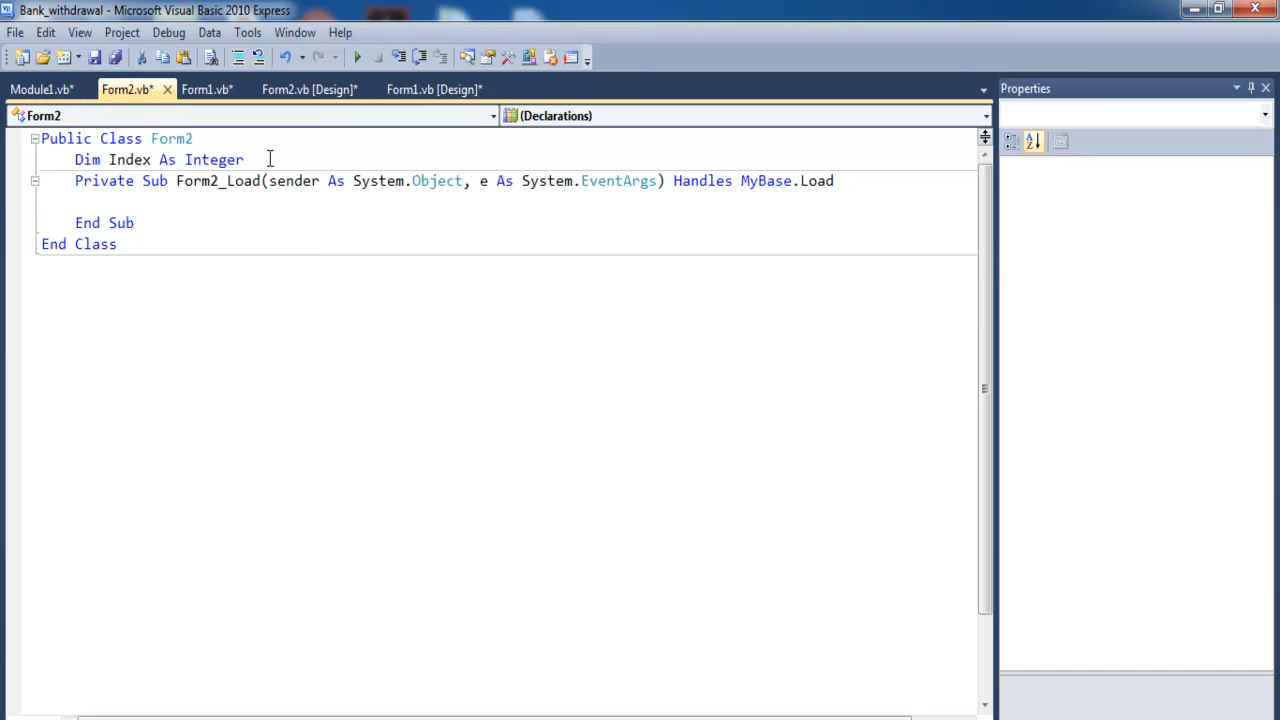 Bank_withdrawal - Microsoft Visual Basic 2010 Express
File Edit View Project Debug Data Tools Window Help
Module1.vb* Form2.vb* Form1.vb* Form2.vb [Design]* Form1.vb [Design]*
Properties
Form2 (Declarations)
Public Class Form2
Dim Index As Integer
Private Sub Form2_Load(sender As System.Object, e As System.EventArgs) Handles MyBase.Load
End Sub
End Class